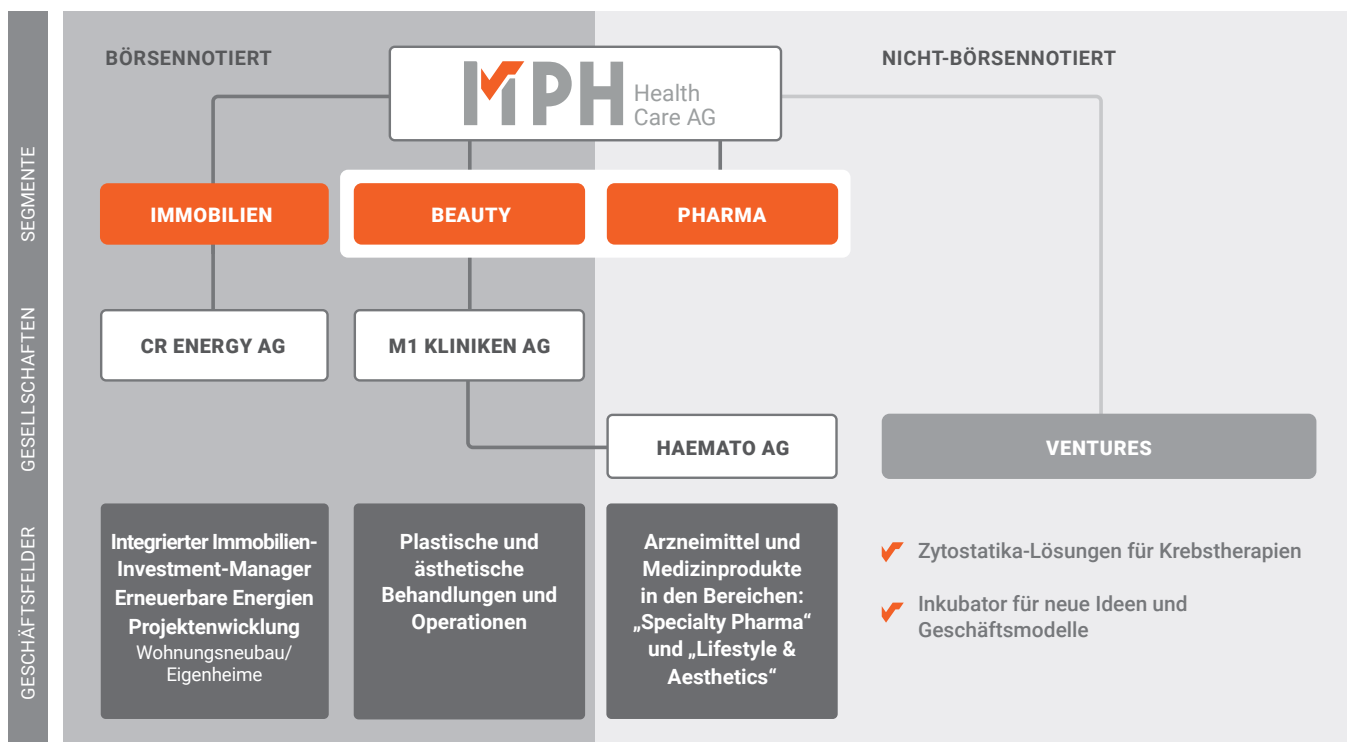 BÖRSENNOTIERT
NICHT-BÖRSENNOTIERT
MPH Health
Care AG
SEGMENTE
IMMOBILIEN
BEAUTY
PHARMA
GESELLSCHAFTEN
CR ENERGY AG
M1 KLINIKEN AG
HAEMATO AG
VENTURES
GESCHÄFTSFELDER
Integrierter Immobilien-
Investment-Manager
Erneuerbare Energien
Projektenwicklung
Wohnungsneubau/
Eigenheime
Plastische und
ästhetische
Behandlungen und
Operationen
Arzneimittel und
Medizinprodukte
in den Bereichen:
„Specialty Pharma“
und „Lifestyle &
Aesthetics“
Zytostatika-Lösungen für Krebstherapien
Inkubator für neue Ideen und
Geschäftsmodelle